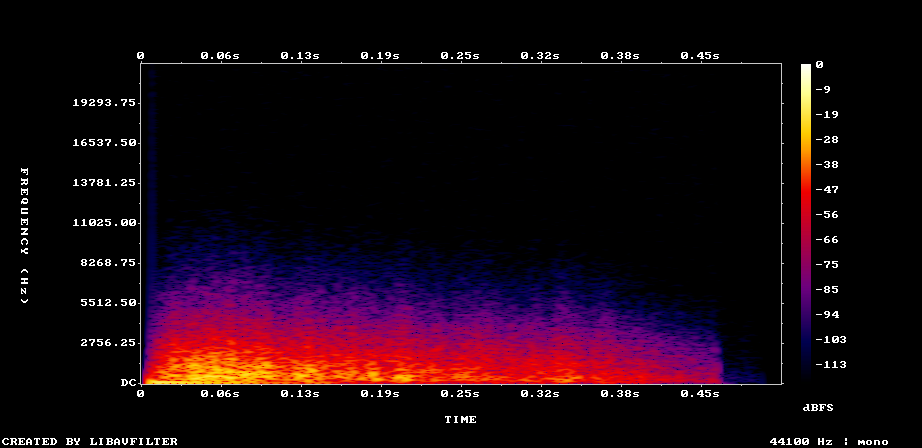 0 0.06s 0.13s 0.19s 0.25s 0.32s 0.38s 0.45s
0
-9
-19
-28
-38
-47
-56
-66
-75
-85
-94
-103
-113
dBFS
19293.75
16537.50
13781.25
11025.00
8268.75
5512.50
2756.25
DC
FREQUENCY (Hz)
0 0.06s 0.13s 0.19s 0.25s 0.32s 0.38s 0.45s
TIME
CREATED BY LIBAVFILTER
44100 Hz | mono